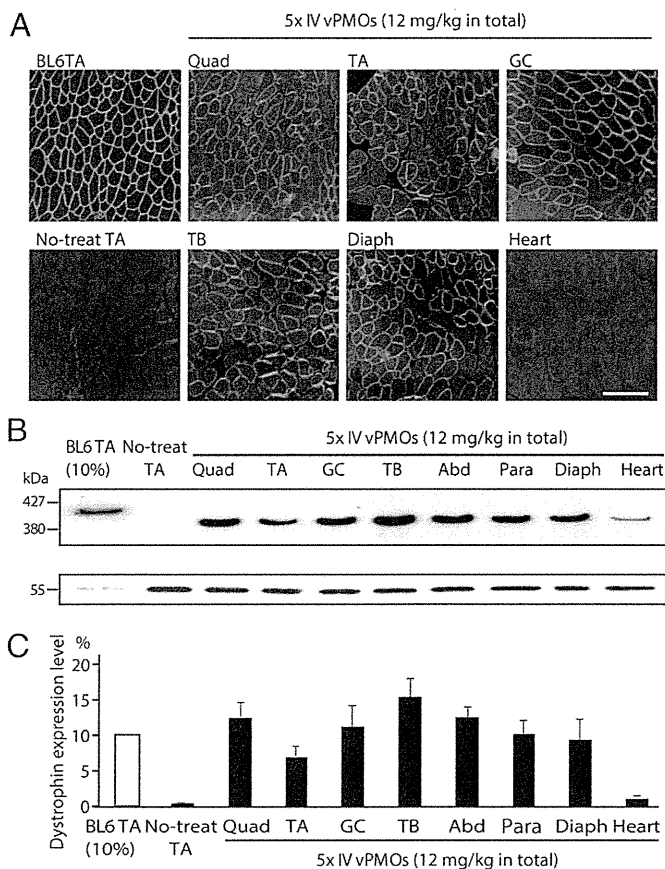 A
5x IV vPMOs (12 mg/kg in total)
BL6TA Quad TA GC
No-treat TA TB Diaph Heart
B
5x IV vPMOs (12 mg/kg in total)
BL6 TA No-treat
(10%) TA Quad TA GC TB Abd Para Diaph Heart
kDa
427
380
55
C
%
Dystrophin expression level
20
15
10
5
0
BL6 TA No-treat Quad TA GC TB Abd Para Diaph Heart
(10%) TA
5x IV vPMOs (12 mg/kg in total)